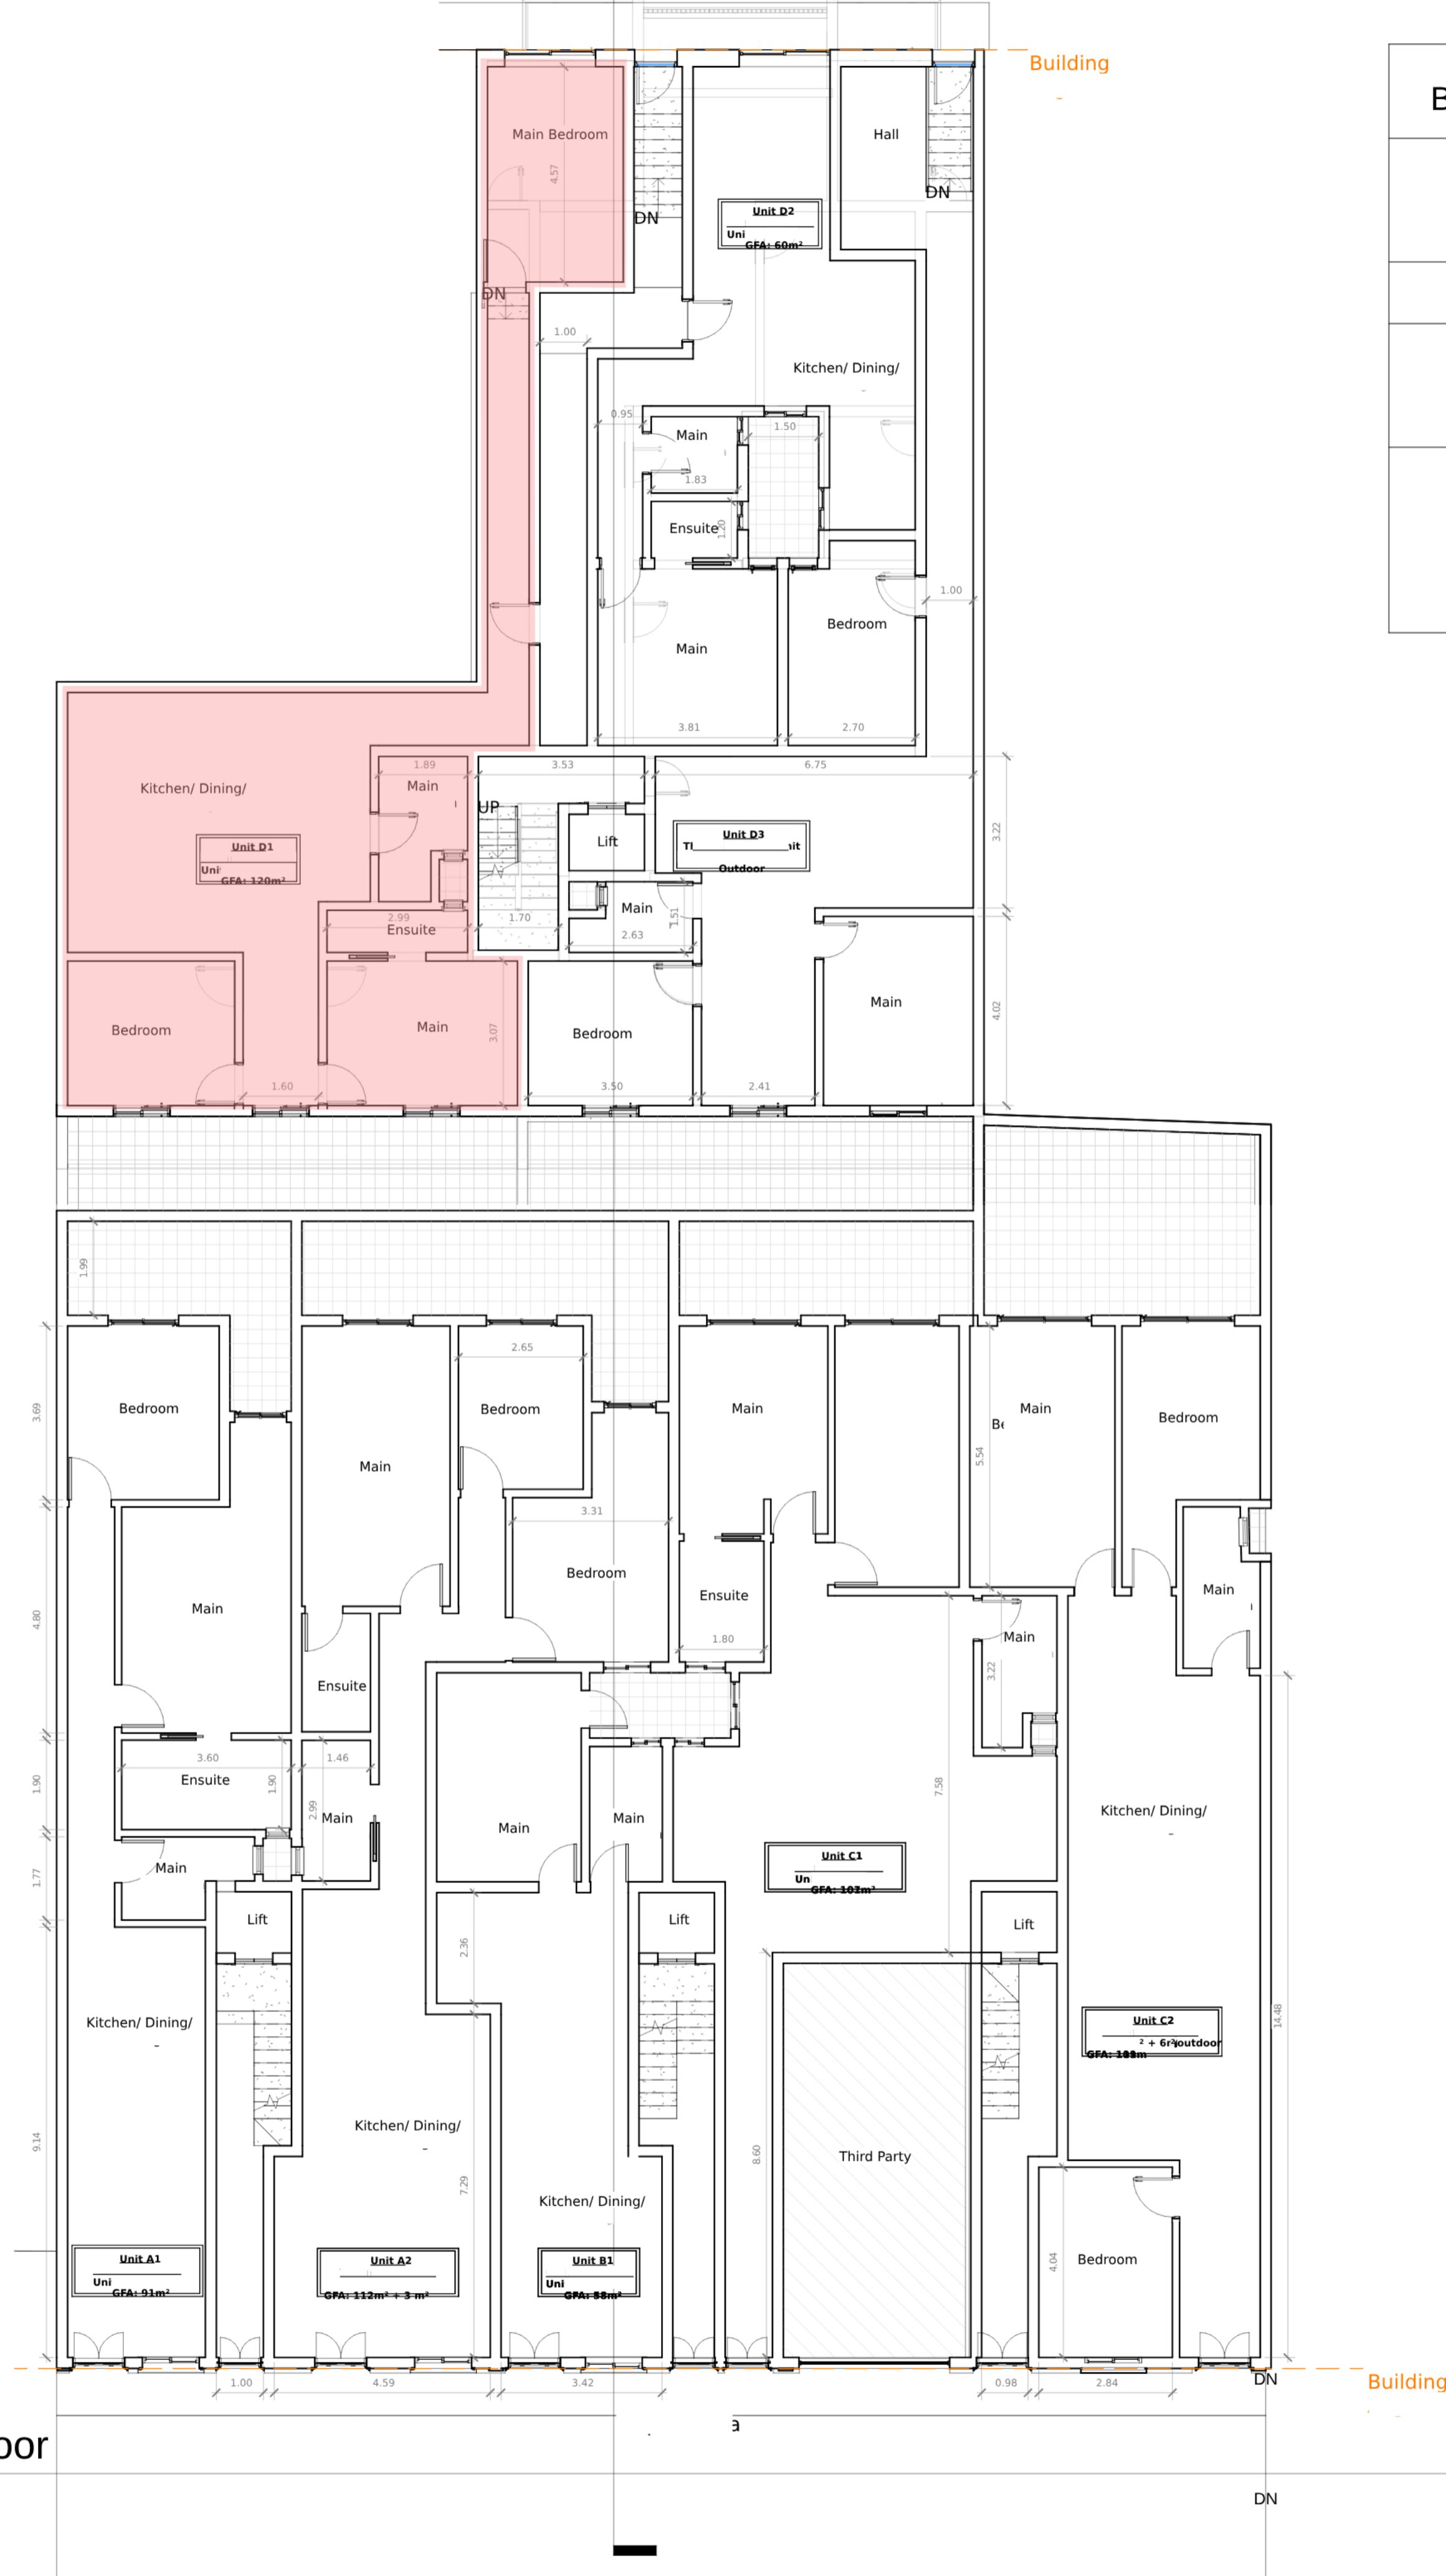 Building
B
Main Bedroom
Hall
4.57
DN
DN
Unit D2
Uni
GFA: 60m²
DN
1.00
Kitchen/ Dining/
0.95
1.50
Main
1.83
Ensuite
1.20
1.00
Bedroom
Main
3.81
2.70
1.89
3.53
6.75
Kitchen/ Dining/
Main
UP
Unit D1
Uni
GFA: 120m²
Lift
Unit D3
Outdoor
3.22
2.99
Ensuite
1.70
Main
1.51
2.63
Bedroom
Main
3.07
Bedroom
Main
4.02
1.60
3.50
2.41
1.99
2.65
3.69
Bedroom
Bedroom
Main
Main
Bedroom
Main
5.54
3.31
Bedroom
Main
Ensuite
Main
4.80
Main
1.80
Main
3.22
Ensuite
3.60
1.46
1.90
Ensuite
1.90
2.99
Main
7.58
Kitchen/ Dining/
Main
Main
1.77
Main
Unit C1
Un
Lift
Lift
Lift
2.36
Kitchen/ Dining/
Unit C2
² + 6
outdoor
14.48
Kitchen/ Dining/
9.14
8.60
Third Party
7.29
Kitchen/ Dining/
Unit A1
Uni
GFA: 91m²
Unit A2
GFA: 112m² + 3 m²
Unit B1
Uni
4.04
Bedroom
1.00
4.59
3.42
0.98
2.84
DN
Building
a
oor
DN